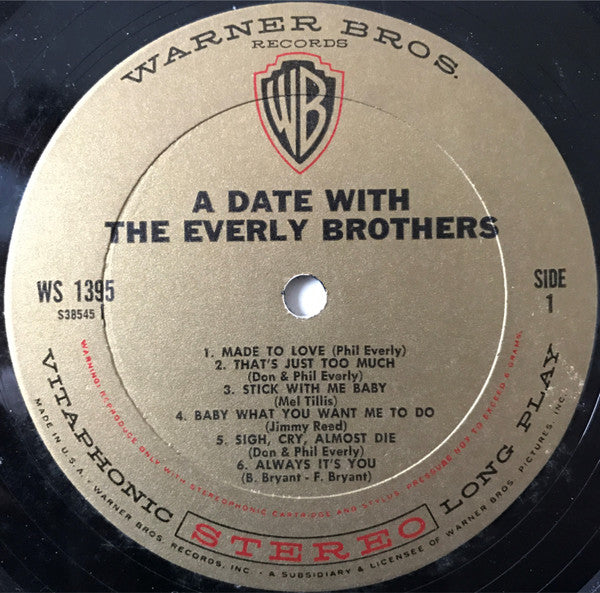 WARNER BROS.
RECORDS
WB
A DATE WITH
THE EVERLY BROTHERS
WS 1395
S38545
SIDE
1
1. MADE TO LOVE (Phil Everly)
2. THAT'S JUST TOO MUCH
(Don & Phil Everly)
3. STICK WITH ME BABY
(Mel Tillis)
4. BABY WHAT YOU WANT ME TO DO
(Jimmy Reed)
5. SIGH, CRY, ALMOST DIE
(Don & Phil Everly)
6. ALWAYS IT'S YOU
(B. Bryant - F. Bryant)
WARNING: REPRODUCE ONLY WITH STEREOPHONIC CARTRIDGE AND STYLUS. PRESSURE NOT TO EXCEED 6 GRAMS.
VITAPHONIC STEREO LONG PLAY
MADE IN U.S.A. • WARNER BROS. RECORDS, INC. - A SUBSIDIARY & LICENSEE OF WARNER BROS. PICTURES, INC.